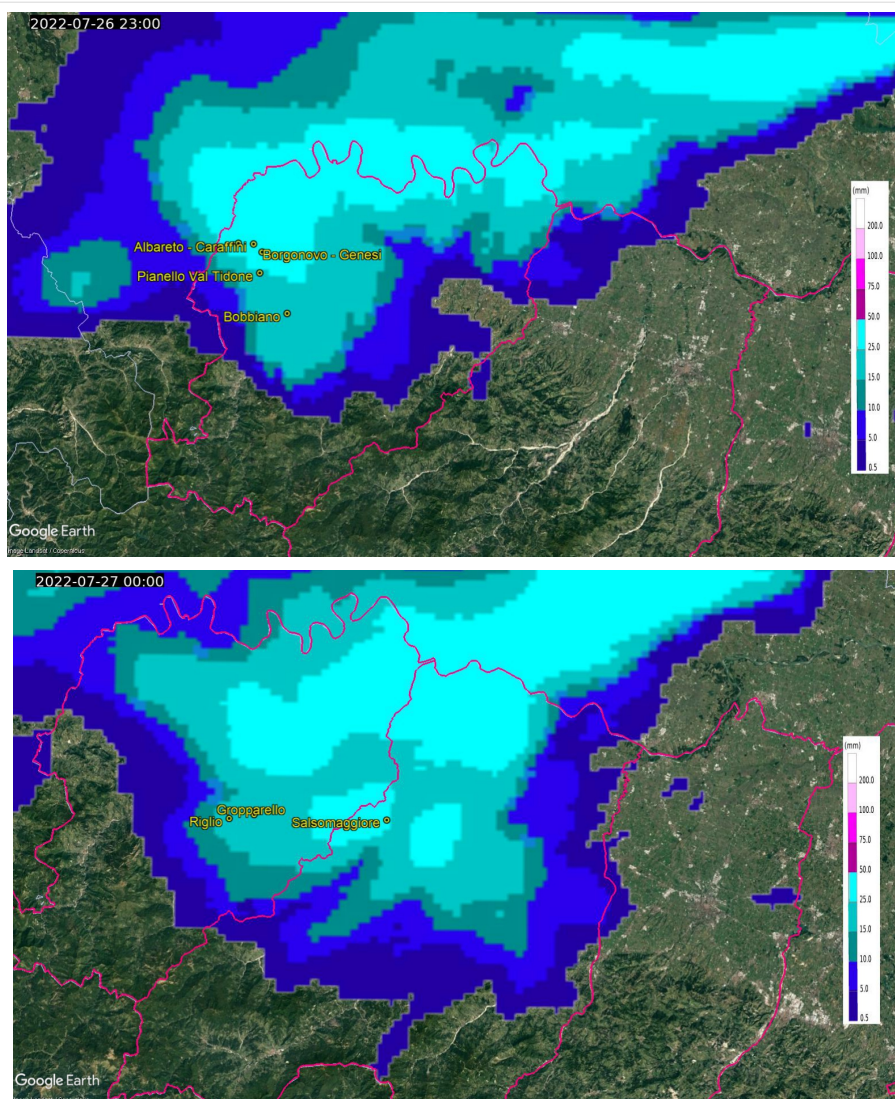 2022-07-26 23:00
(mm)
200.0
100.0
75.0
50.0
25.0
15.0
10.0
5.0
0.5
Albareto - Caraffini
Borgonovo - Genesi
Pianello Val Tidone
Bobbiano
Google Earth
Image Landsat / Copernicus
2022-07-27 00:00
(mm)
200.0
100.0
75.0
50.0
25.0
15.0
10.0
5.0
0.5
Gropparello
Riglio
Salsomaggiore
Google Earth